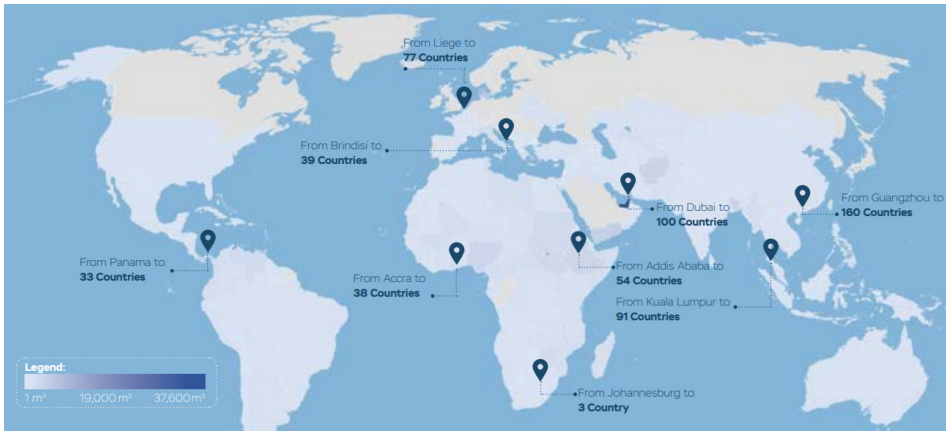 From Liege to
77 Countries
From Brindisi to
39 Countries
From Guangzhou to
160 Countries
From Dubai to
100 Countries
From Panama to
33 Countries
From Accra to
38 Countries
From Addis Ababa to
54 Countries
From Kuala Lumpur to
91 Countries
Legend:
1 m³ 19,000 m³ 37,600 m³
From Johannesburg to
3 Country